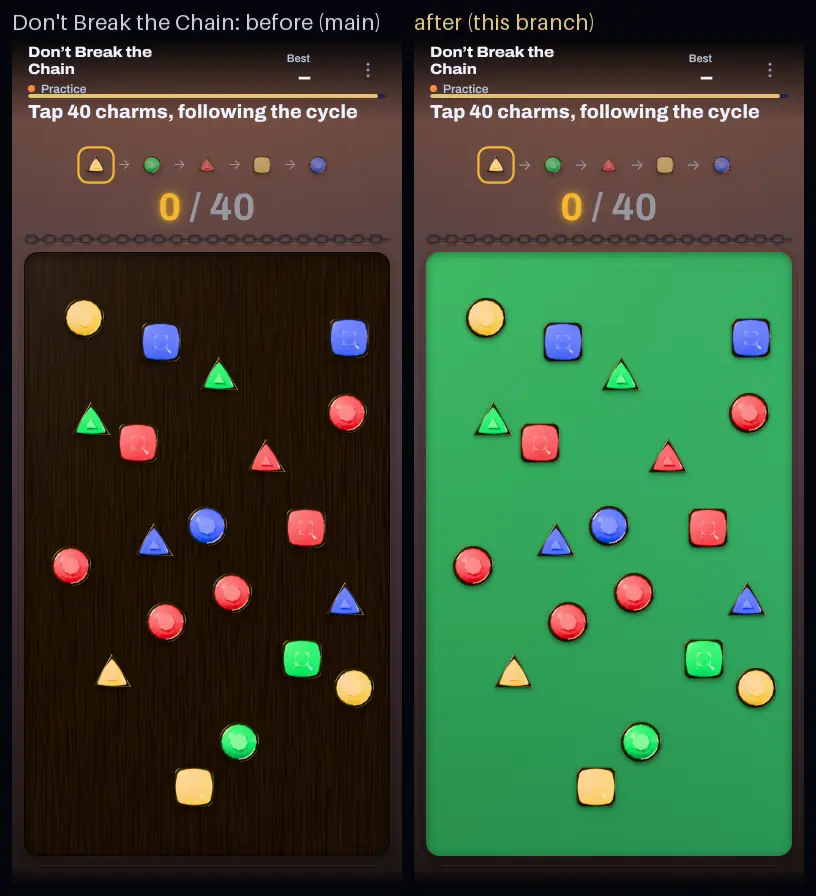 Don't Break the Chain: before (main)
Don’t Break the
Chain
Best
–
Practice
Tap 40 charms, following the cycle
→ → → →
0 / 40
after (this branch)
Don’t Break the
Chain
Best
–
Practice
Tap 40 charms, following the cycle
→ → → →
0 / 40